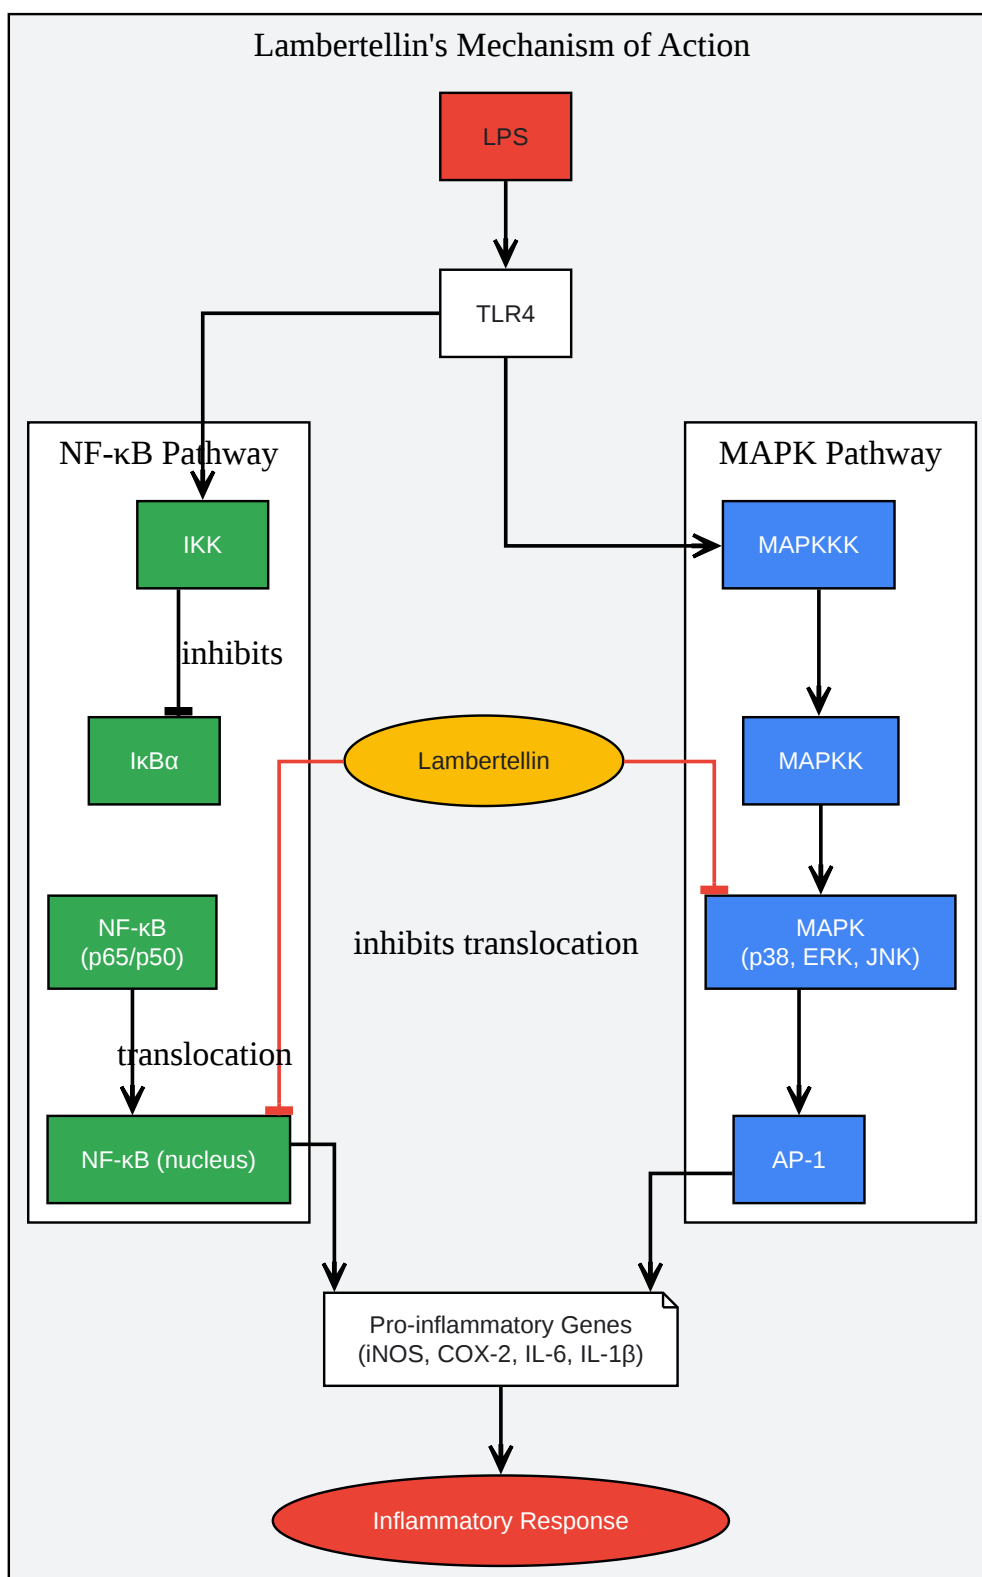 Lambertellin's Mechanism of Action
LPS
TLR4
NF-κB Pathway
MAPK Pathway
IKK
MAPKKK
inhibits
IκBα
Lambertellin
MAPKK
NF-κB
(p65/p50)
inhibits translocation
MAPK
(p38, ERK, JNK)
translocation
NF-κB (nucleus)
AP-1
Pro-inflammatory Genes
(iNOS, COX-2, IL-6, IL-1β)
Inflammatory Response